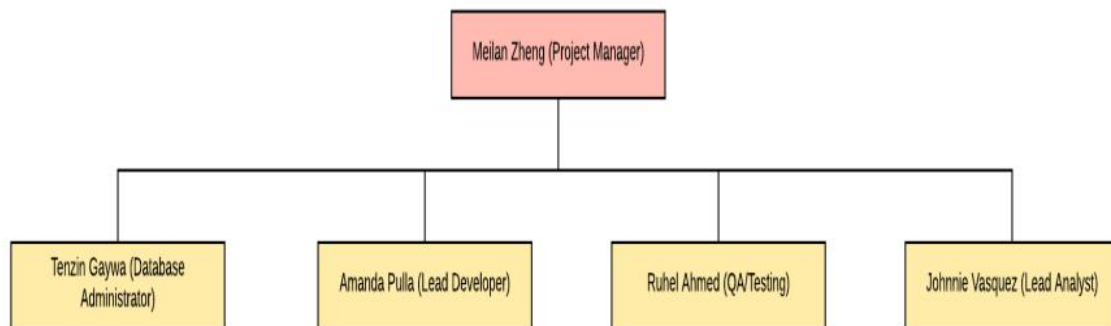 Meilan Zheng (Project Manager)
Tenzin Gaywa (Database
Administrator)
Amanda Pulla (Lead Developer)
Ruhel Ahmed (QA/Testing)
Johnnie Vasquez (Lead Analyst)